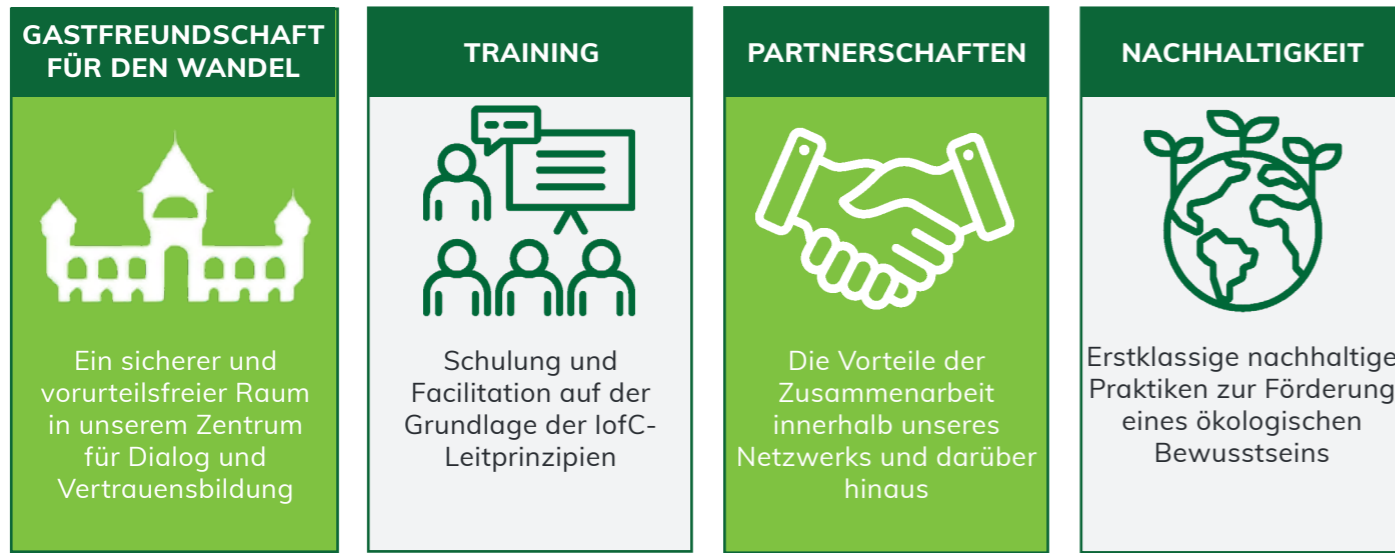 GASTFREUNDSCHAFT
FÜR DEN WANDEL
Ein sicherer und
vorurteilsfreier Raum
in unserem Zentrum
für Dialog und
Vertrauensbildung
TRAINING
Schulung und
Facilitation auf der
Grundlage der IofC-
Leitprinzipien
PARTNERSCHAFTEN
Die Vorteile der
Zusammenarbeit
innerhalb unseres
Netzwerks und darüber
hinaus
NACHHALTIGKEIT
Erstklassige nachhaltige
Praktiken zur Förderung
eines ökologischen
Bewusstseins